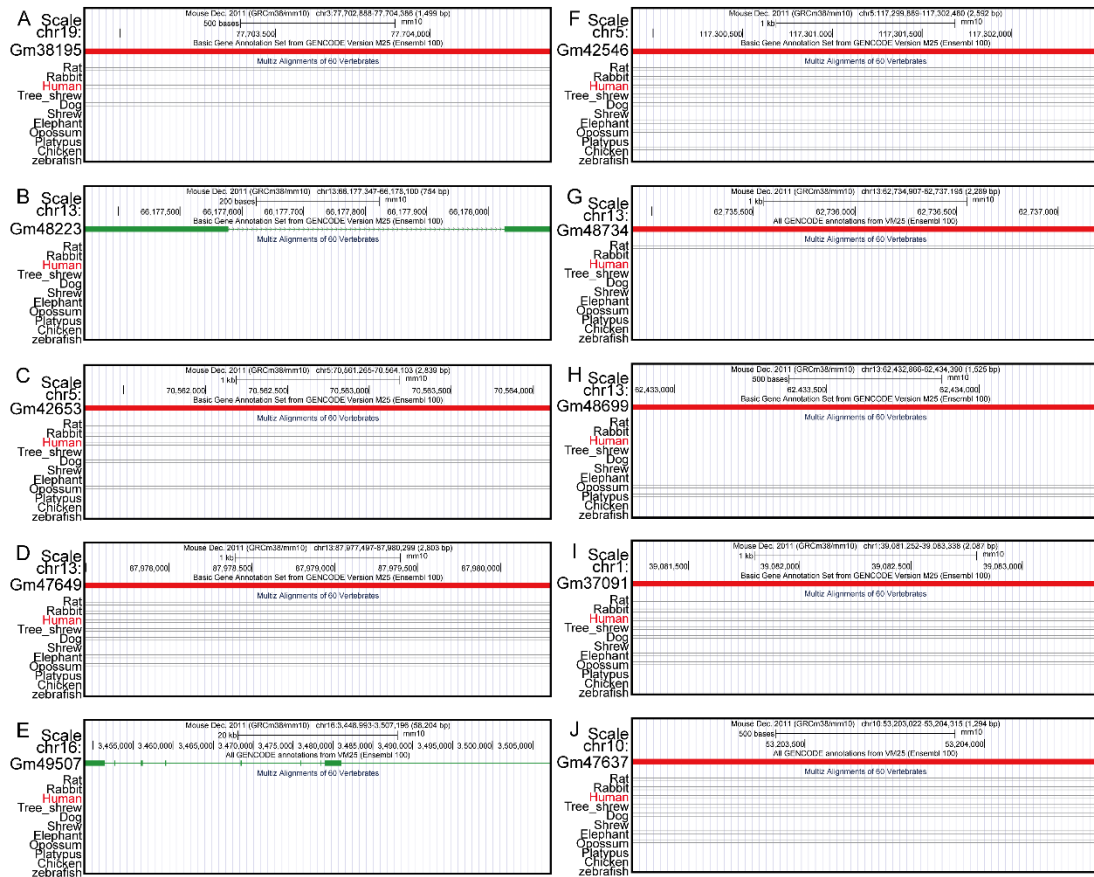 A
Scale
Mouse Dec. 2011 (GRCm38/mm10) chr3:77,702,888-77,704,386 (1,499 bp)
500 bases mm10
chr19:
77,703,500 77,704,000
Basic Gene Annotation Set from GENCODE Version M25 (Ensembl 100)
Gm38195
Multiz Alignments of 60 Vertebrates
Rat
Rabbit
Human
Tree_shrew
Dog
Shrew
Elephant
Opossum
Platypus
Chicken
zebrafish
B
Scale
Mouse Dec. 2011 (GRCm38/mm10) chr13:66,177,347-66,178,100 (754 bp)
200 bases mm10
chr13:
66,177,500 66,177,600 66,177,700 66,177,800 66,177,900 66,178,000
Basic Gene Annotation Set from GENCODE Version M25 (Ensembl 100)
Gm48223
Multiz Alignments of 60 Vertebrates
Rat
Rabbit
Human
Tree_shrew
Dog
Shrew
Elephant
Opossum
Platypus
Chicken
zebrafish
C
Scale
Mouse Dec. 2011 (GRCm38/mm10) chr5:70,561,265-70,564,103 (2,839 bp)
1 kb mm10
chr5:
70,562,000 70,562,500 70,563,000 70,563,500 70,564,000
Basic Gene Annotation Set from GENCODE Version M25 (Ensembl 100)
Gm42653
Multiz Alignments of 60 Vertebrates
Rat
Rabbit
Human
Tree_shrew
Dog
Shrew
Elephant
Opossum
Platypus
Chicken
zebrafish
D
Scale
Mouse Dec. 2011 (GRCm38/mm10) chr13:87,977,497-87,980,299 (2,803 bp)
1 kb mm10
chr13:
87,978,000 87,978,500 87,979,000 87,979,500 87,980,000
Basic Gene Annotation Set from GENCODE Version M25 (Ensembl 100)
Gm47649
Multiz Alignments of 60 Vertebrates
Rat
Rabbit
Human
Tree_shrew
Dog
Shrew
Elephant
Opossum
Platypus
Chicken
zebrafish
E
Scale
Mouse Dec. 2011 (GRCm38/mm10) chr16:3,448,993-3,507,196 (58,204 bp)
20 kb mm10
chr16:
3,455,000 3,460,000 3,465,000 3,470,000 3,475,000 3,480,000 3,485,000 3,490,000 3,495,000 3,500,000 3,505,000
All GENCODE annotations from VM25 (Ensembl 100)
Gm49507
Multiz Alignments of 60 Vertebrates
Rat
Rabbit
Human
Tree_shrew
Dog
Shrew
Elephant
Opossum
Platypus
Chicken
zebrafish
F
Scale
Mouse Dec. 2011 (GRCm38/mm10) chr5:117,299,889-117,302,480 (2,592 bp)
1 kb mm10
chr5:
117,300,500 117,301,000 117,301,500 117,302,000
Basic Gene Annotation Set from GENCODE Version M25 (Ensembl 100)
Gm42546
Multiz Alignments of 60 Vertebrates
Rat
Rabbit
Human
Tree_shrew
Dog
Shrew
Elephant
Opossum
Platypus
Chicken
zebrafish
G
Scale
Mouse Dec. 2011 (GRCm38/mm10) chr13:62,734,907-62,737,195 (2,289 bp)
1 kb mm10
chr13:
62,735,500 62,736,000 62,736,500 62,737,000
All GENCODE annotations from VM25 (Ensembl 100)
Gm48734
Multiz Alignments of 60 Vertebrates
Rat
Rabbit
Human
Tree_shrew
Dog
Shrew
Elephant
Opossum
Platypus
Chicken
zebrafish
H
Scale
Mouse Dec. 2011 (GRCm38/mm10) chr13:62,432,866-62,434,390 (1,525 bp)
500 bases mm10
chr13:
62,433,000 62,433,500 62,434,000
Basic Gene Annotation Set from GENCODE Version M25 (Ensembl 100)
Gm48699
Multiz Alignments of 60 Vertebrates
Rat
Rabbit
Human
Tree_shrew
Dog
Shrew
Elephant
Opossum
Platypus
Chicken
zebrafish
I
Scale
Mouse Dec. 2011 (GRCm38/mm10) chr1:39,081,252-39,083,338 (2,087 bp)
1 kb mm10
chr1:
39,081,500 39,082,000 39,082,500 39,083,000
Basic Gene Annotation Set from GENCODE Version M25 (Ensembl 100)
Gm37091
Multiz Alignments of 60 Vertebrates
Rat
Rabbit
Human
Tree_shrew
Dog
Shrew
Elephant
Opossum
Platypus
Chicken
zebrafish
J
Scale
Mouse Dec. 2011 (GRCm38/mm10) chr10:53,203,022-53,204,315 (1,294 bp)
500 bases mm10
chr10:
53,203,500 53,204,000
All GENCODE annotations from VM25 (Ensembl 100)
Gm47637
Multiz Alignments of 60 Vertebrates
Rat
Rabbit
Human
Tree_shrew
Dog
Shrew
Elephant
Opossum
Platypus
Chicken
zebrafish